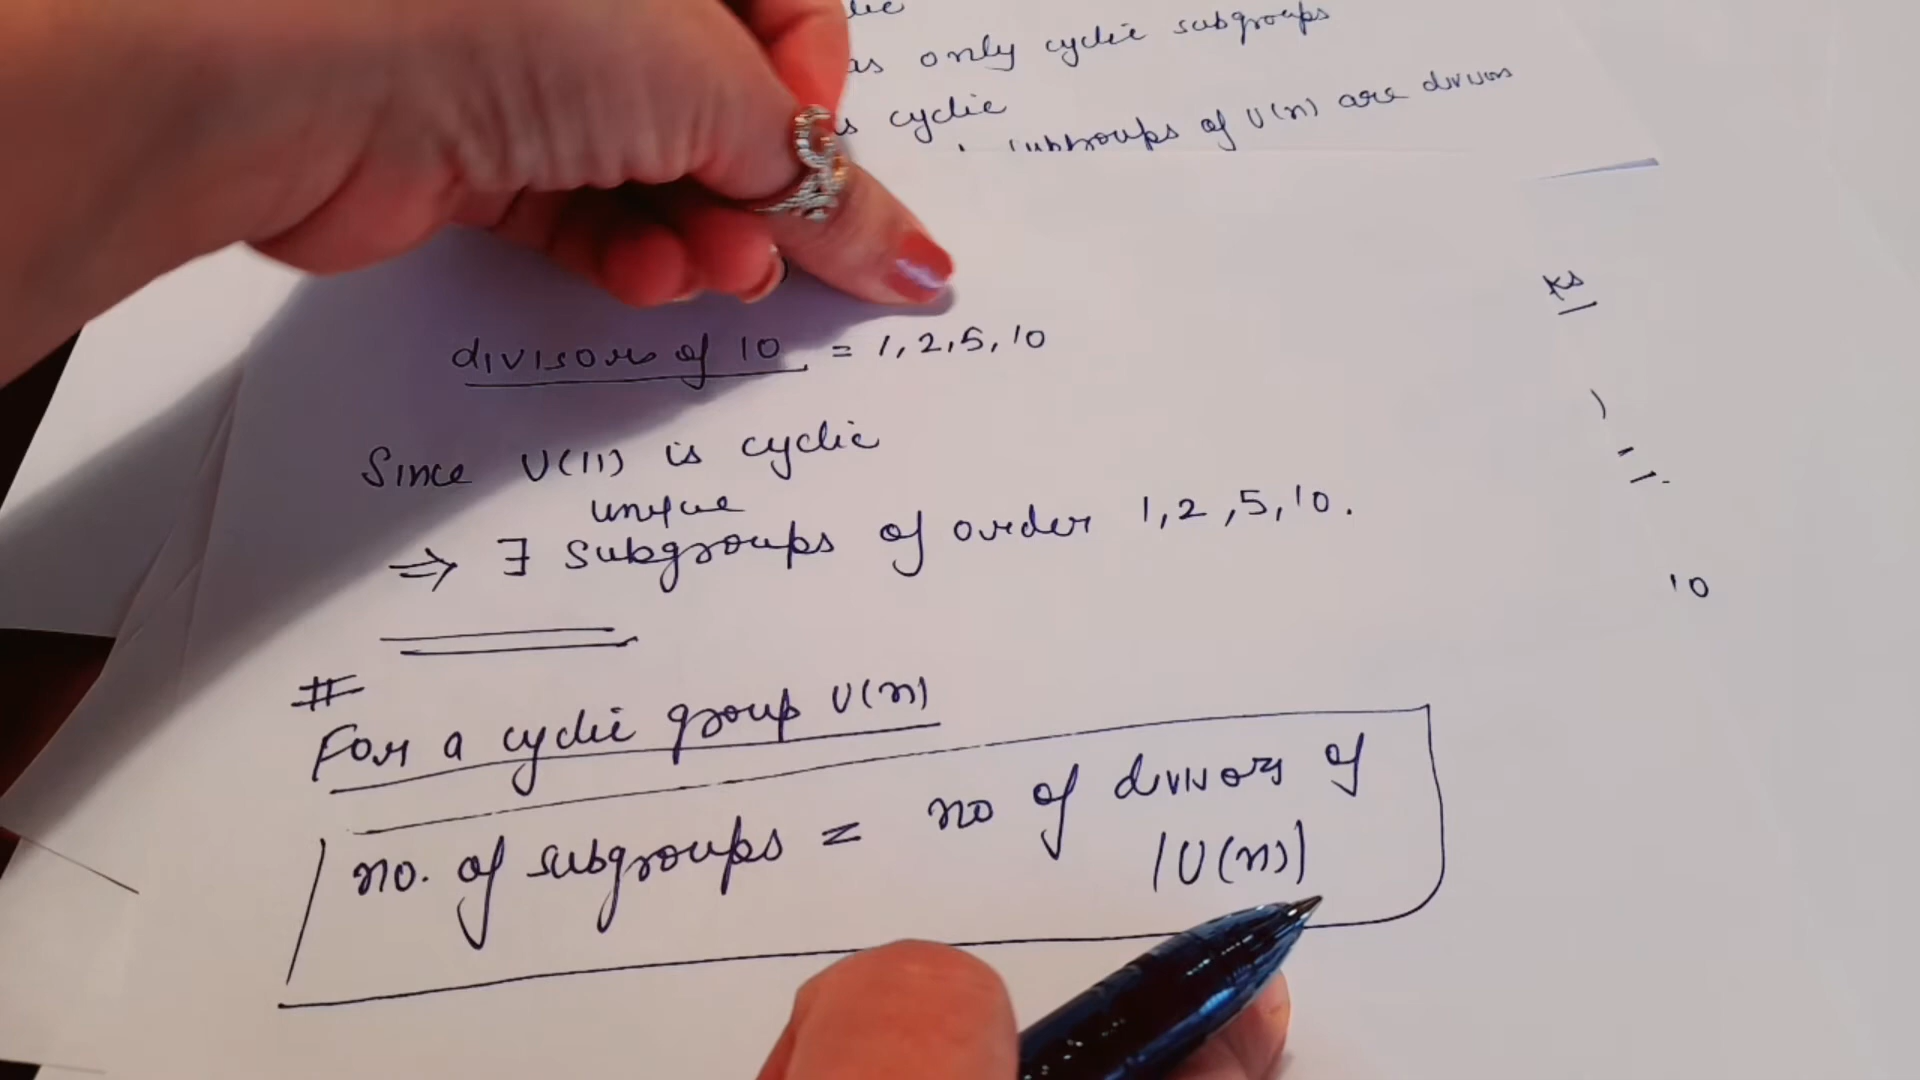 as only cyclic subgroups
is cyclic
subgroups of U(n) are divisors
divisors of 10 = 1, 2, 5, 10
Since U(11) is cyclic
unique
⇒ ∃ subgroups of order 1, 2, 5, 10.
#
For a cyclic group U(n)
no. of subgroups = no of divisors of
|U(n)|
10